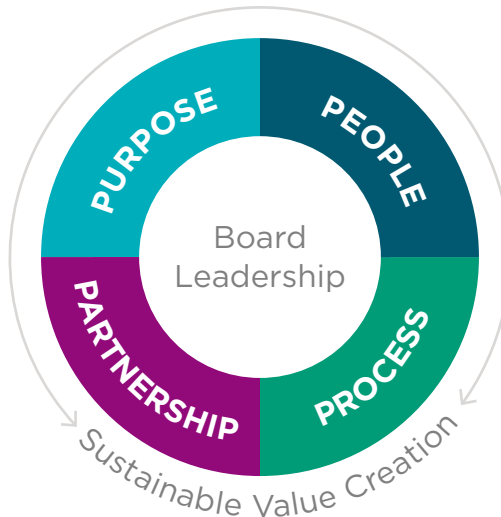 PURPOSE
PEOPLE
Board
Leadership
PARTNERSHIP
PROCESS
Sustainable Value Creation